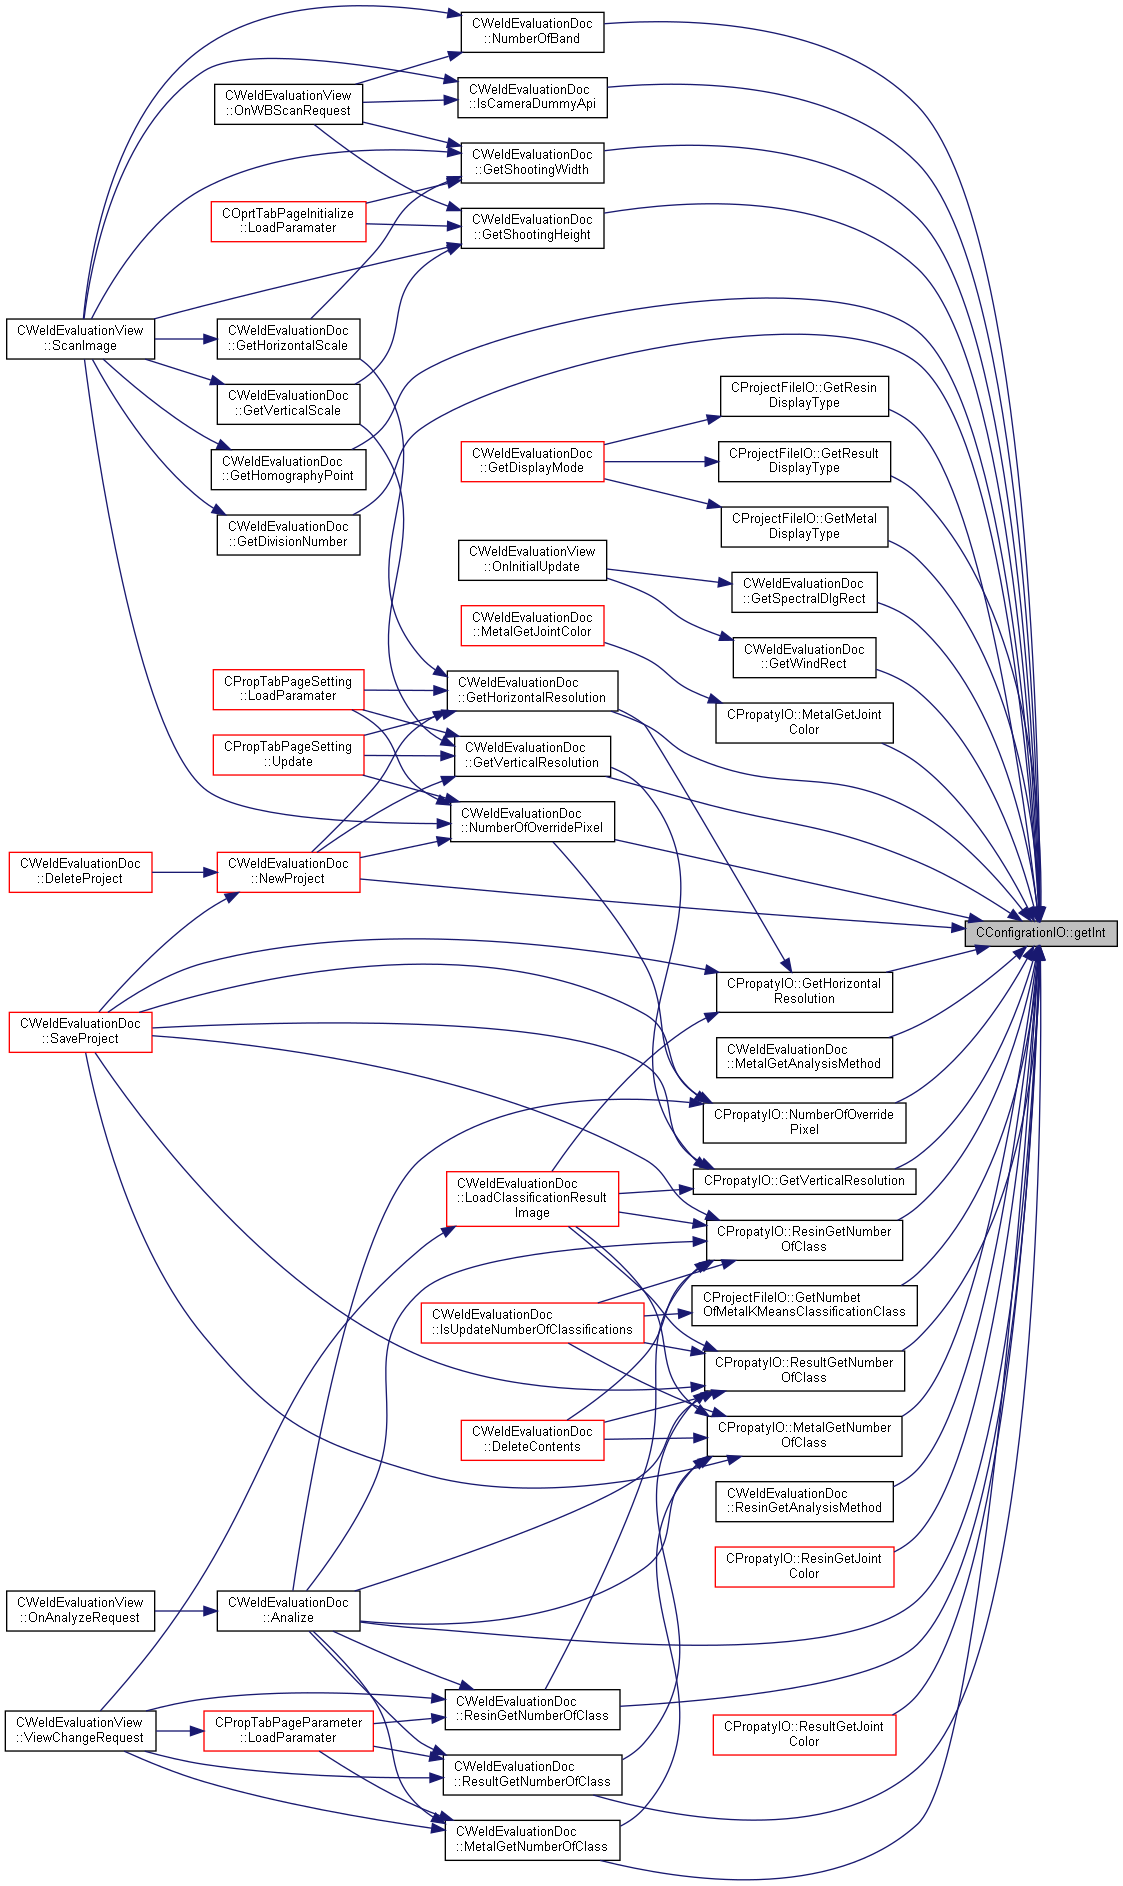 CWeldEvaluationDoc
::NumberOfBand
CWeldEvaluationDoc
::IsCameraDummyApi
CWeldEvaluationView
::OnWBScanRequest
CWeldEvaluationDoc
::GetShootingWidth
COprtTabPageInitialize
::LoadParamater
CWeldEvaluationDoc
::GetShootingHeight
CWeldEvaluationView
::ScanImage
CWeldEvaluationDoc
::GetHorizontalScale
CWeldEvaluationDoc
::GetVerticalScale
CWeldEvaluationDoc
::GetHomographyPoint
CWeldEvaluationDoc
::GetDivisionNumber
CProjectFileIO::GetResin
DisplayType
CWeldEvaluationDoc
::GetDisplayMode
CProjectFileIO::GetResult
DisplayType
CProjectFileIO::GetMetal
DisplayType
CWeldEvaluationView
::OnInitialUpdate
CWeldEvaluationDoc
::GetSpectralDlgRect
CWeldEvaluationDoc
::MetalGetJointColor
CWeldEvaluationDoc
::GetWindRect
CPropTabPageSetting
::LoadParamater
CWeldEvaluationDoc
::GetHorizontalResolution
CPropatyIO::MetalGetJoint
Color
CPropTabPageSetting
::Update
CWeldEvaluationDoc
::GetVerticalResolution
CWeldEvaluationDoc
::NumberOfOverridePixel
CWeldEvaluationDoc
::DeleteProject
CWeldEvaluationDoc
::NewProject
CConfigrationIO::getInt
CPropatyIO::GetHorizontal
Resolution
CWeldEvaluationDoc
::SaveProject
CWeldEvaluationDoc
::MetalGetAnalysisMethod
CPropatyIO::NumberOfOverride
Pixel
CPropatyIO::GetVerticalResolution
CWeldEvaluationDoc
::LoadClassificationResult
Image
CPropatyIO::ResinGetNumber
OfClass
CProjectFileIO::GetNumbet
OfMetalKMeansClassificationClass
CWeldEvaluationDoc
::IsUpdateNumberOfClassifications
CPropatyIO::ResultGetNumber
OfClass
CWeldEvaluationDoc
::DeleteContents
CPropatyIO::MetalGetNumber
OfClass
CWeldEvaluationDoc
::ResinGetAnalysisMethod
CPropatyIO::ResinGetJoint
Color
CWeldEvaluationView
::OnAnalyzeRequest
CWeldEvaluationDoc
::Analize
CWeldEvaluationDoc
::ResinGetNumberOfClass
CWeldEvaluationView
::ViewChangeRequest
CPropTabPageParameter
::LoadParamater
CPropatyIO::ResultGetJoint
Color
CWeldEvaluationDoc
::ResultGetNumberOfClass
CWeldEvaluationDoc
::MetalGetNumberOfClass